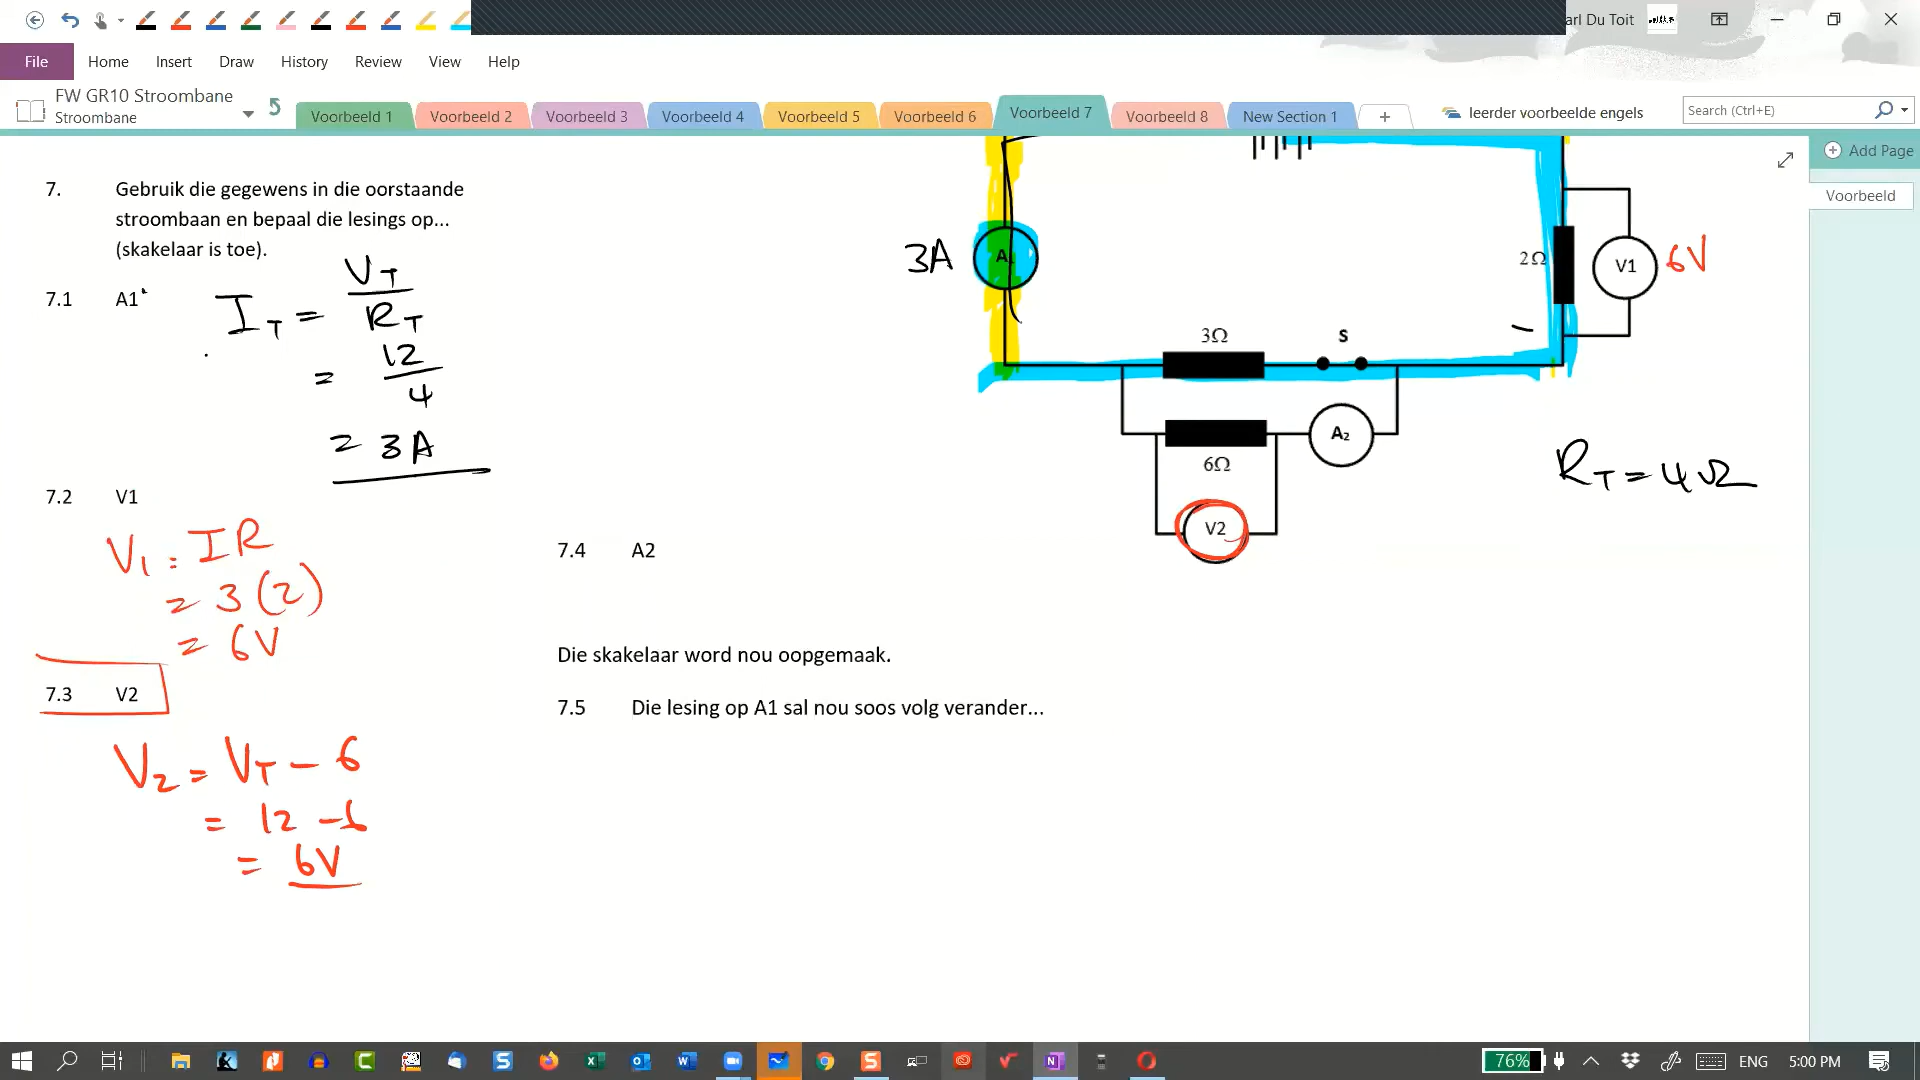 arl Du Toit
File Home Insert Draw History Review View Help
FW GR10 Stroombane
Stroombane
Voorbeeld 1 Voorbeeld 2 Voorbeeld 3 Voorbeeld 4 Voorbeeld 5 Voorbeeld 6 Voorbeeld 7 Voorbeeld 8 New Section 1 + leerder voorbeelde engels Search (Ctrl+E)
Add Page
Voorbeeld
7. Gebruik die gegewens in die oorstaande
stroombaan en bepaal die lesings op...
(skakelaar is toe).
7.1 A1
I_T = V_T / R_T
= 12 / 4
= 3A
7.2 V1
V_1 = IR
= 3 (2)
= 6V
7.3 V2
V_2 = V_T - 6
= 12 - 6
= 6V
3A
2Ω
V1
6V
3Ω
S
A₂
6Ω
V2
R_T = 4Ω
7.4 A2
Die skakelaar word nou oopgemaak.
7.5 Die lesing op A1 sal nou soos volg verander...
76%
ENG
5:00 PM